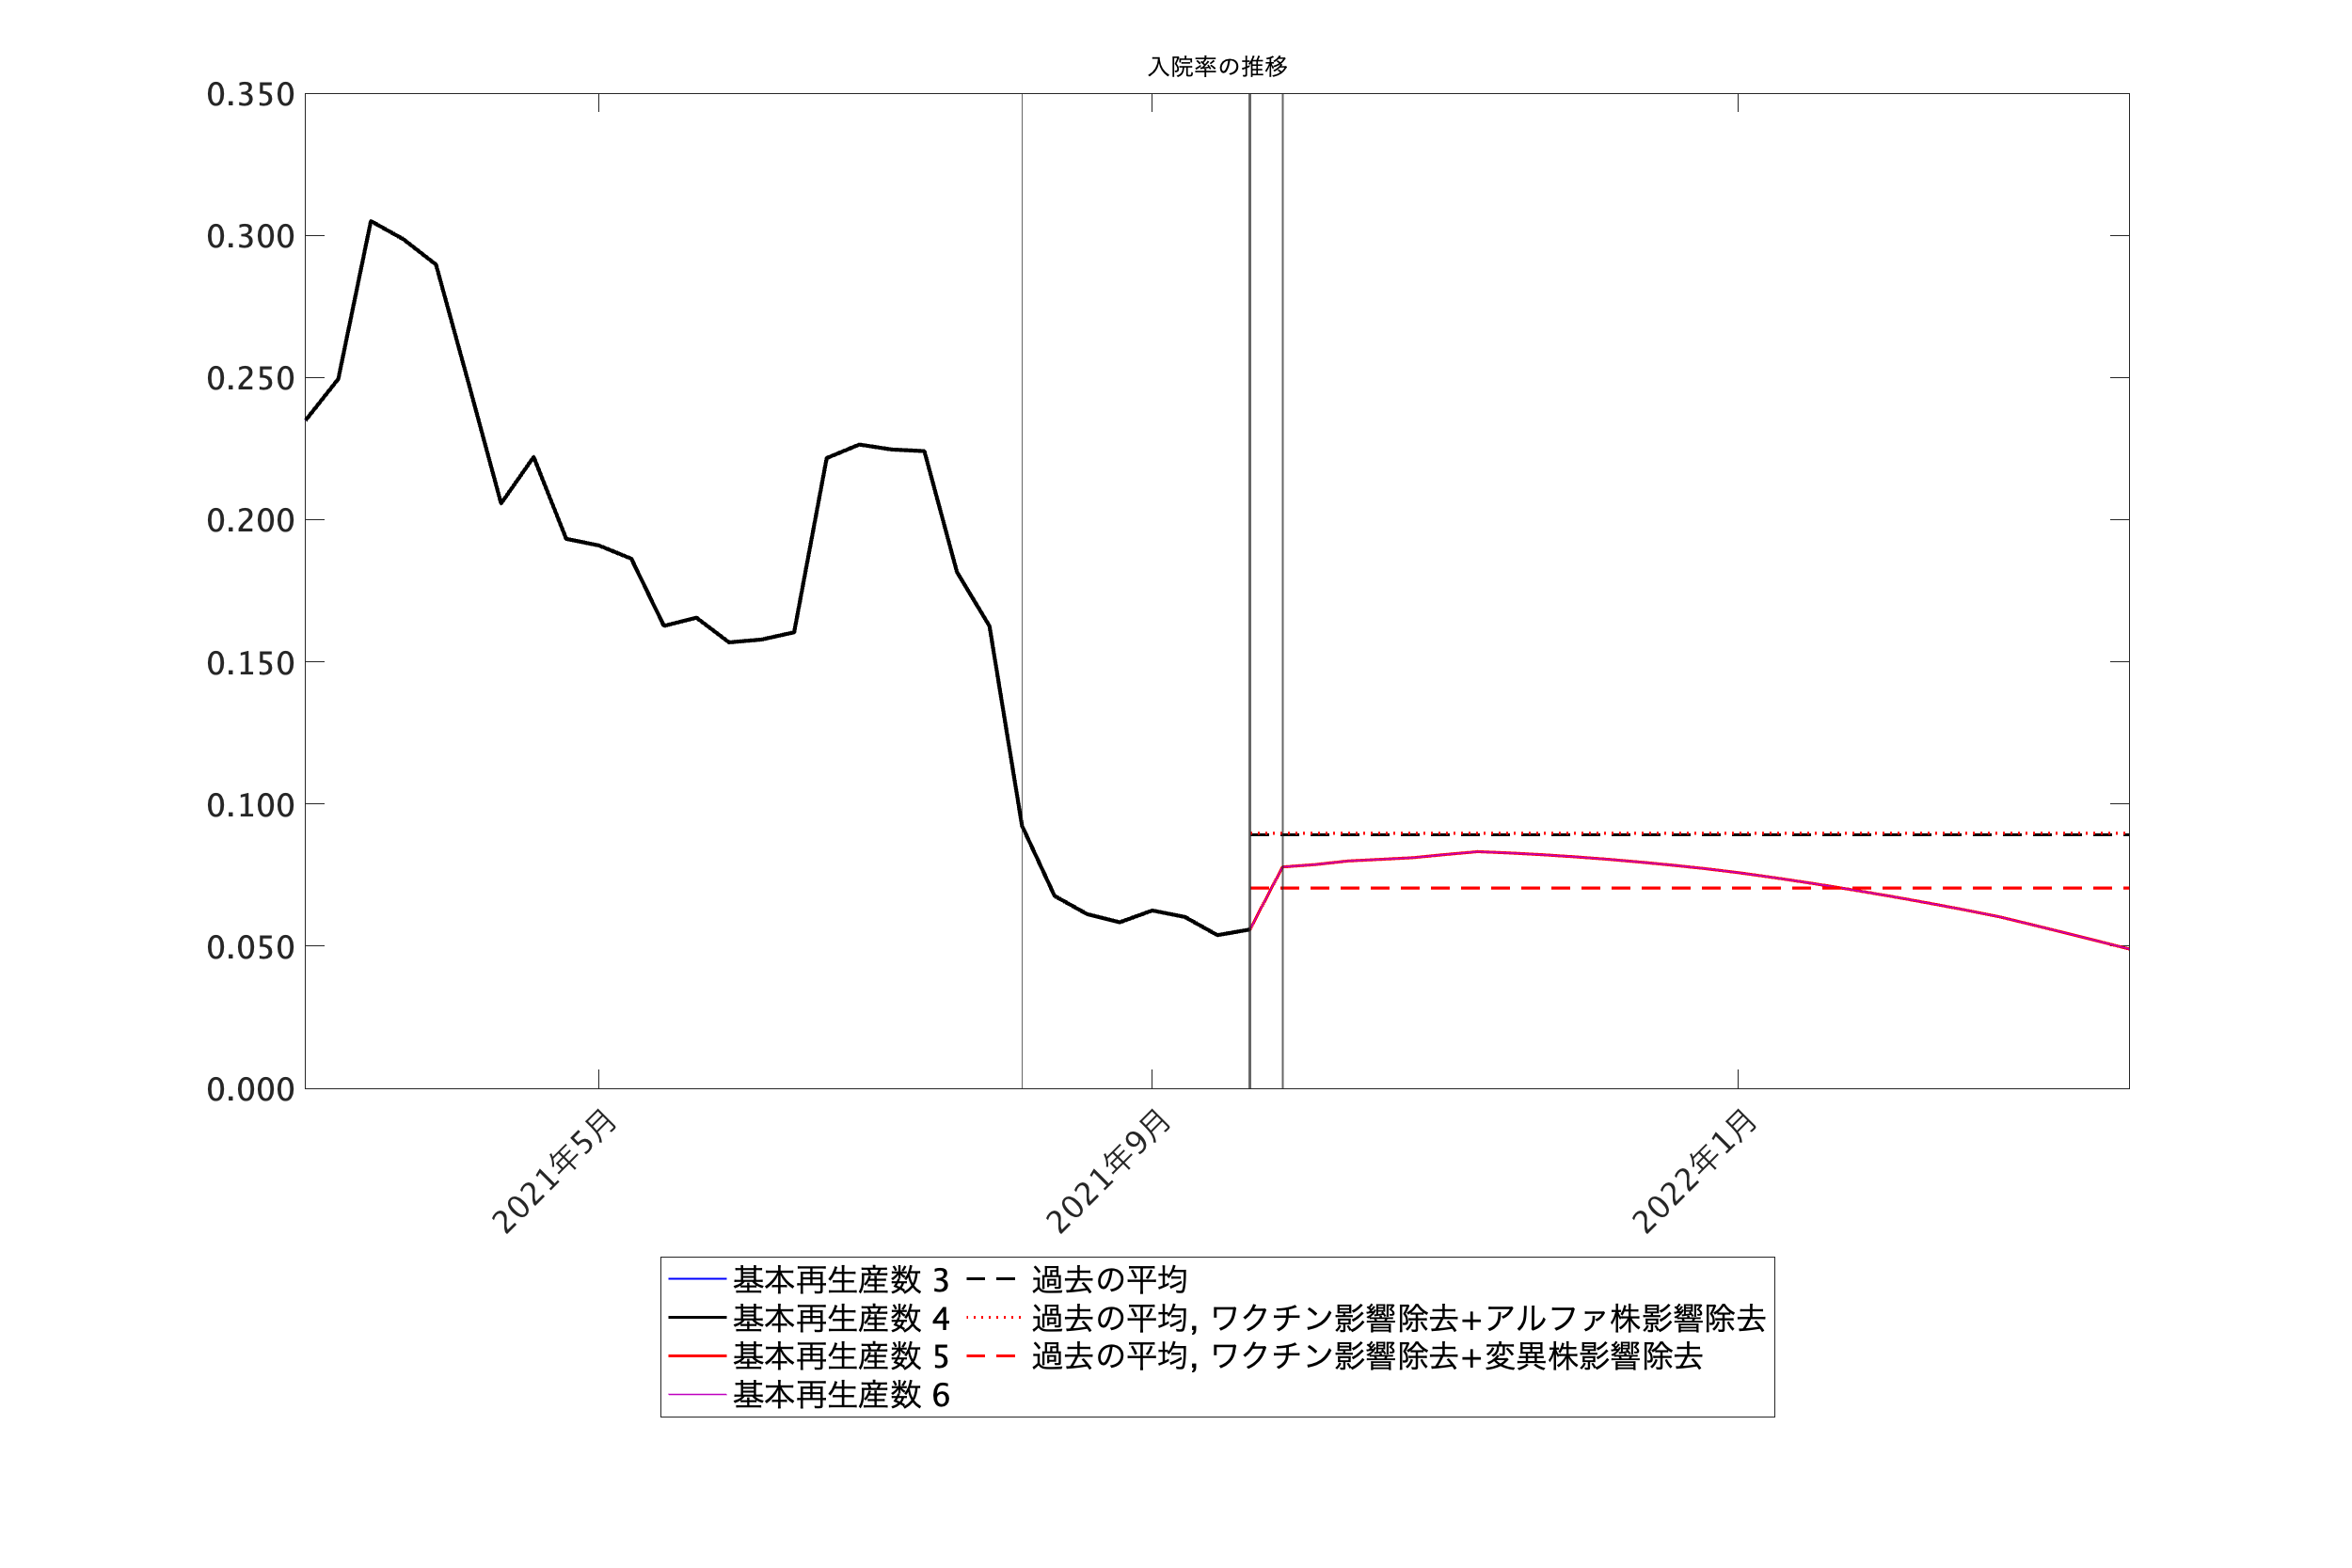 入院率の推移
0.350
0.300
0.250
0.200
0.150
0.100
0.050
0.000
2021年5月
2021年9月
2022年1月
基本再生産数 3
基本再生産数 4
基本再生産数 5
基本再生産数 6
過去の平均
過去の平均, ワクチン影響除去+アルファ株影響除去
過去の平均, ワクチン影響除去+変異株影響除去